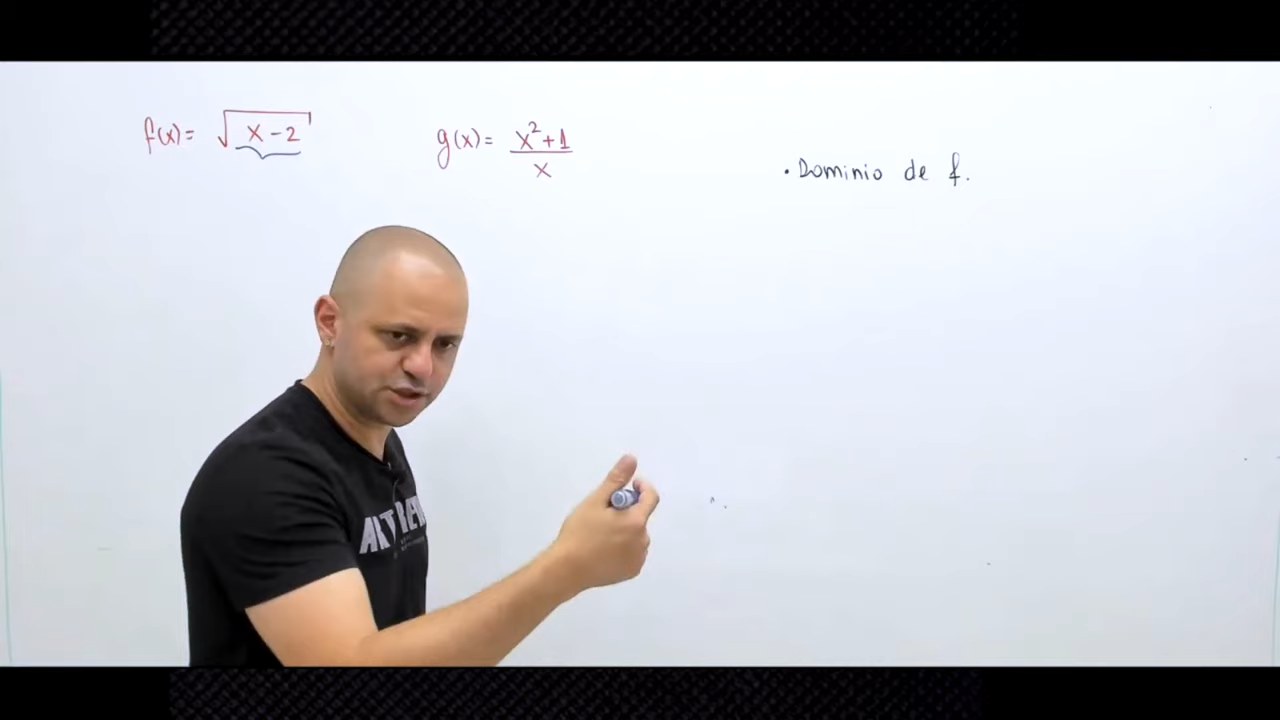 f(x) = √(x-2)
g(x) = (x²+1)/x
• Dominio de f.